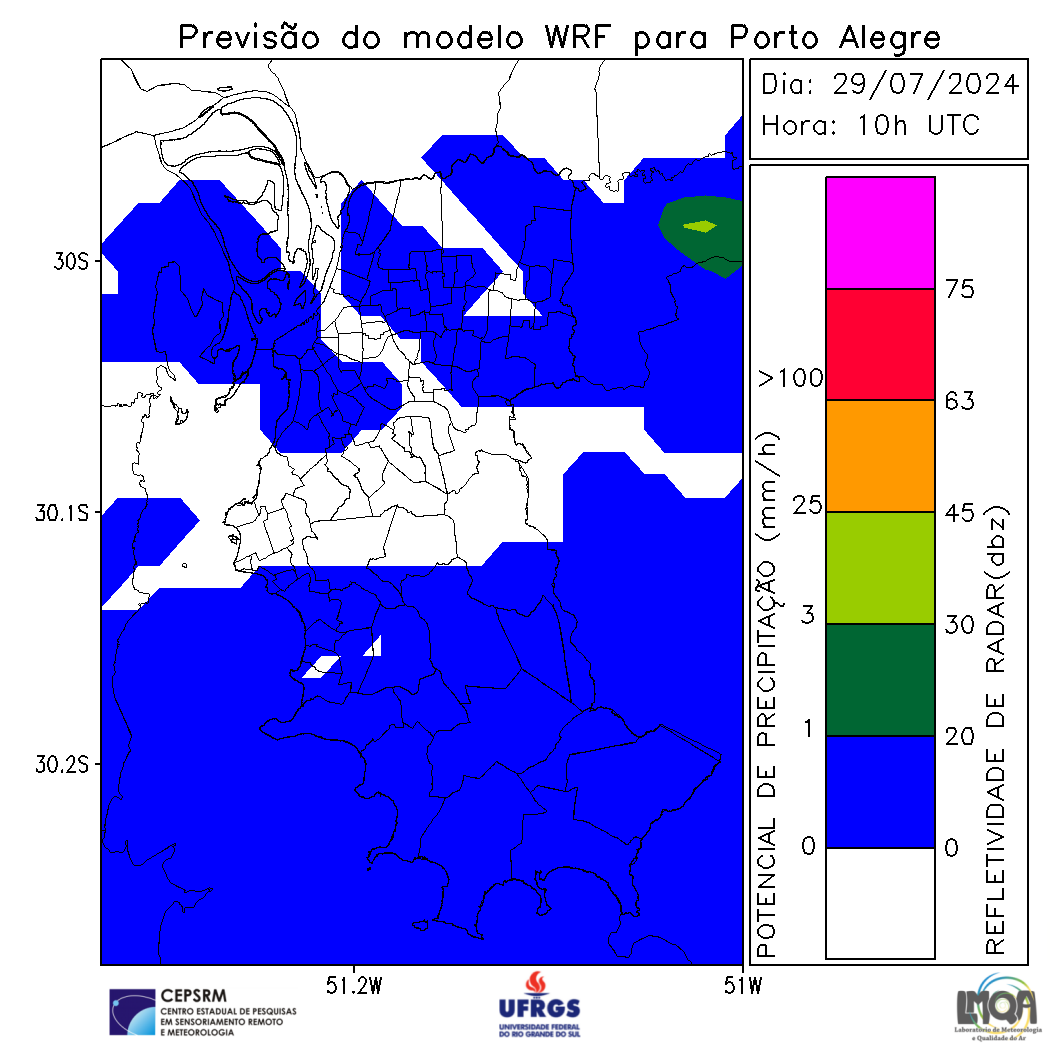 Previsão do modelo WRF para Porto Alegre
Dia: 29/07/2024
Hora: 10h UTC
30S
30.1S
30.2S
51.2W
51W
POTENCIAL DE PRECIPITAÇÃO (mm/h)
>100
25
3
1
0
75
63
45
30
20
0
REFLETIVIDADE DE RADAR(dbz)
CEPSRM
CENTRO ESTADUAL DE PESQUISAS
EM SENSORIAMENTO REMOTO
E METEOROLOGIA
UFRGS
UNIVERSIDADE FEDERAL
DO RIO GRANDE DO SUL
LMQA
Laboratório de Meteorologia
e Qualidade do Ar